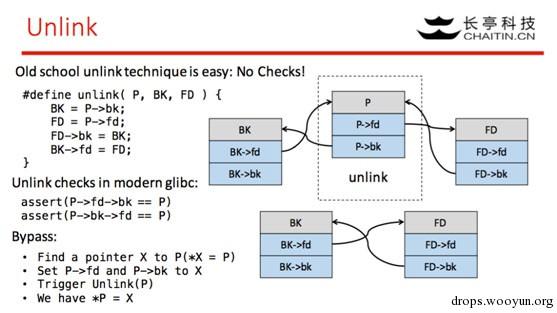 Unlink
长亭科技
CHAITIN.CN
Old school unlink technique is easy: No Checks!
#define unlink( P, BK, FD ) {
BK = P->bk;
FD = P->fd;
FD->bk = BK;
BK->fd = FD;
}
Unlink checks in modern glibc:
assert(P->fd->bk == P)
assert(P->bk->fd == P)
Bypass:
• Find a pointer X to P(*X = P)
• Set P->fd and P->bk to X
• Trigger Unlink(P)
• We have *P = X
BK
BK->fd
BK->bk
P
P->fd
P->bk
unlink
FD
FD->fd
FD->bk
BK
BK->fd
BK->bk
FD
FD->fd
FD->bk
drops.wooyun.org